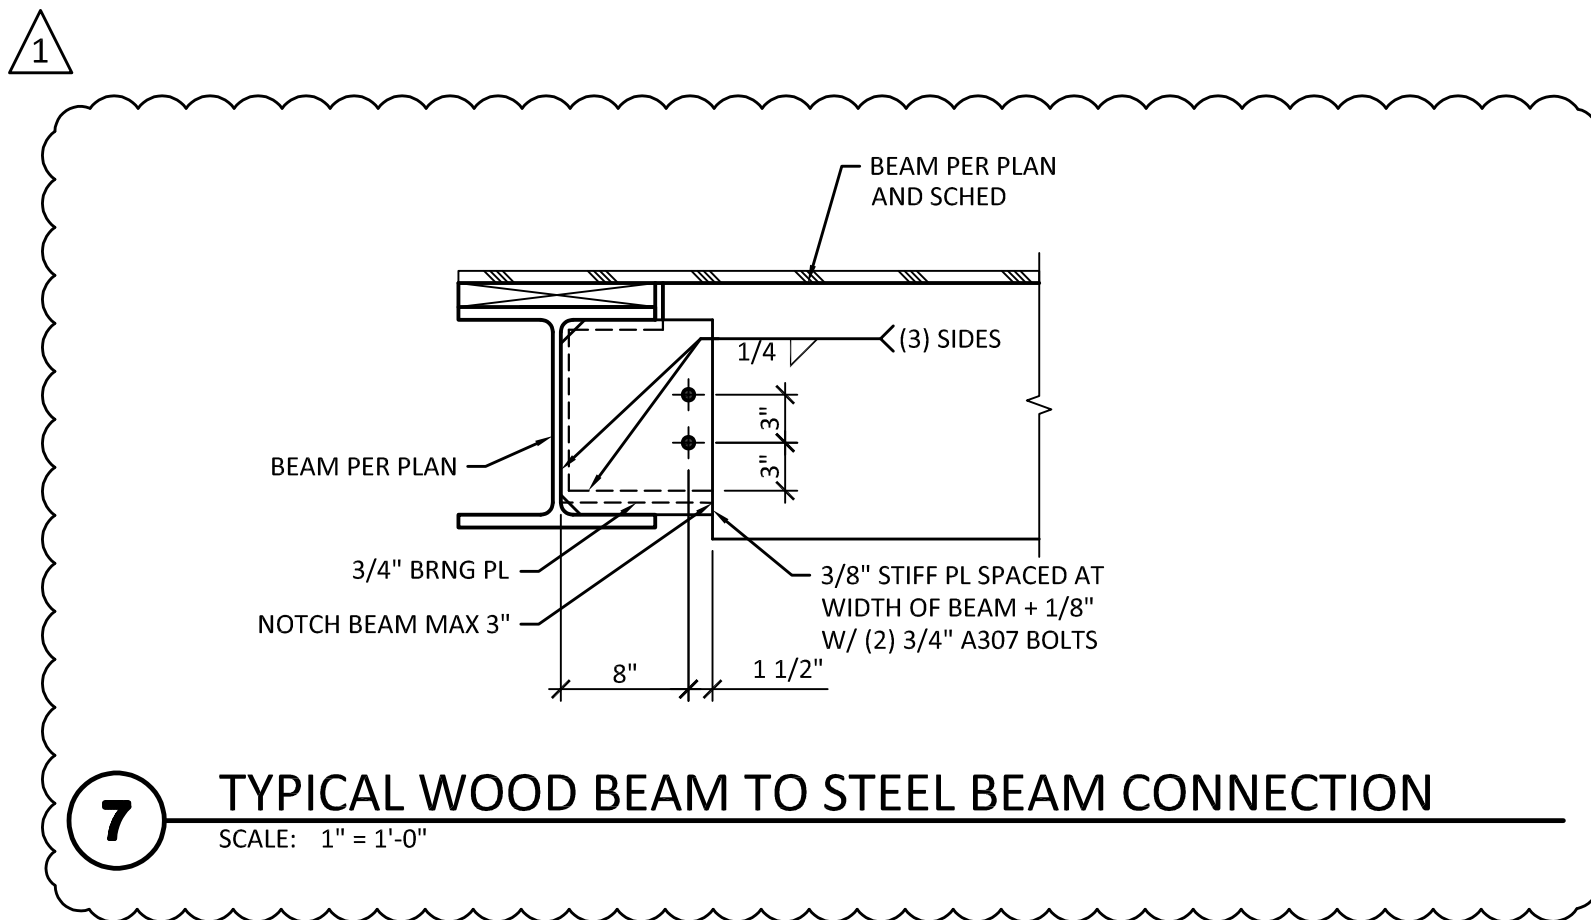 1
BEAM PER PLAN
AND SCHED
1/4
(3) SIDES
3"
3"
BEAM PER PLAN
3/4" BRNG PL
NOTCH BEAM MAX 3"
3/8" STIFF PL SPACED AT
WIDTH OF BEAM + 1/8"
W/ (2) 3/4" A307 BOLTS
8"
1 1/2"
7
TYPICAL WOOD BEAM TO STEEL BEAM CONNECTION
SCALE: 1" = 1'-0"